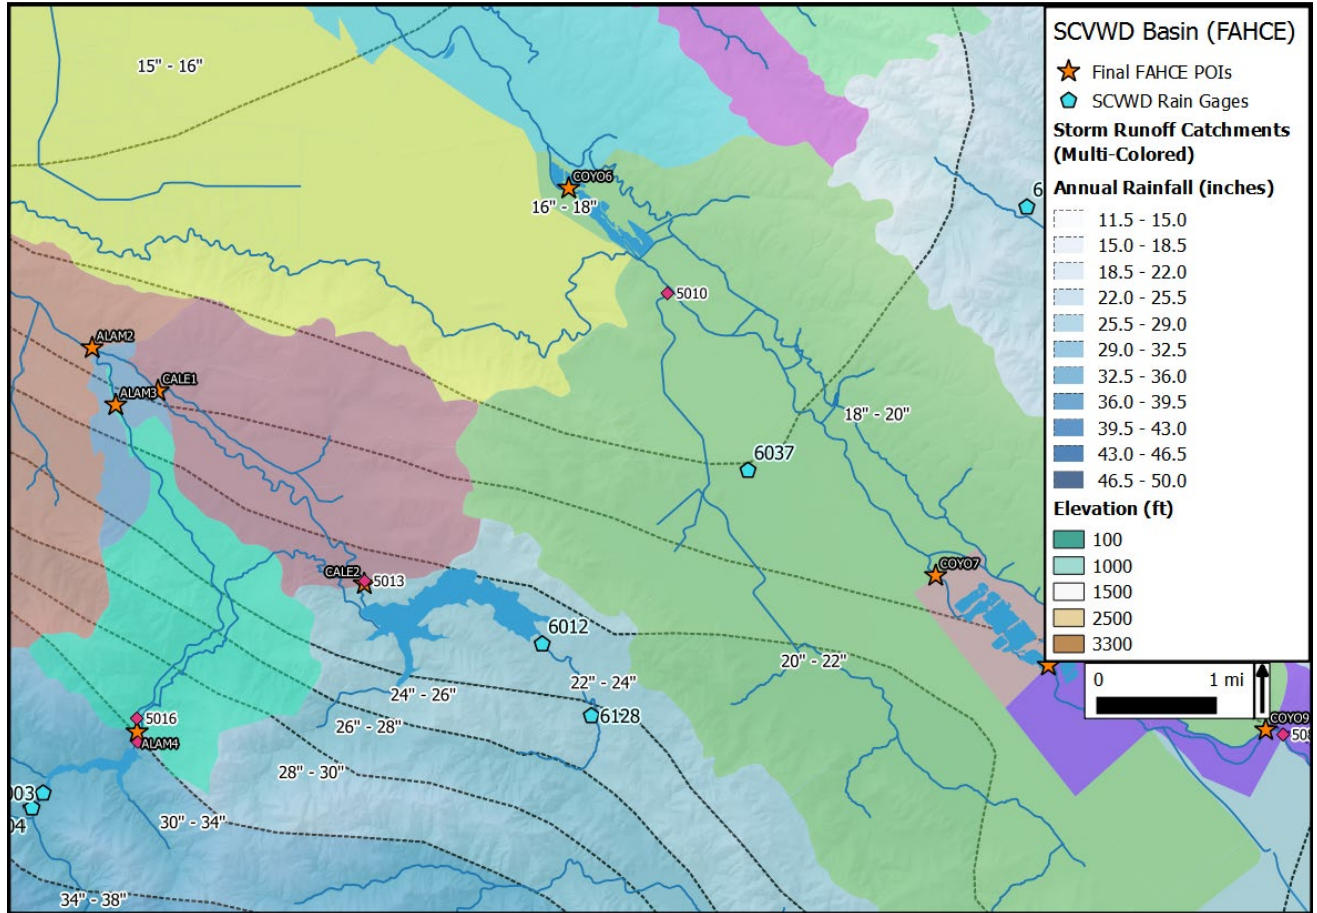 SCVWD Basin (FAHCE)
Final FAHCE POIs
SCVWD Rain Gages
Storm Runoff Catchments
(Multi-Colored)
Annual Rainfall (inches)
11.5 - 15.0
15.0 - 18.5
18.5 - 22.0
22.0 - 25.5
25.5 - 29.0
29.0 - 32.5
32.5 - 36.0
36.0 - 39.5
39.5 - 43.0
43.0 - 46.5
46.5 - 50.0
Elevation (ft)
100
1000
1500
2500
3300
0 1 mi
15" - 16"
COYO6
16" - 18"
6
5010
ALAM2
CALE1
ALAM3
18" - 20"
6037
COYO7
CALE2
5013
6012
20" - 22"
22" - 24"
24" - 26"
6128
26" - 28"
5016
ALAM4
COYO9
508
28" - 30"
03
04
30" - 34"
34" - 38"